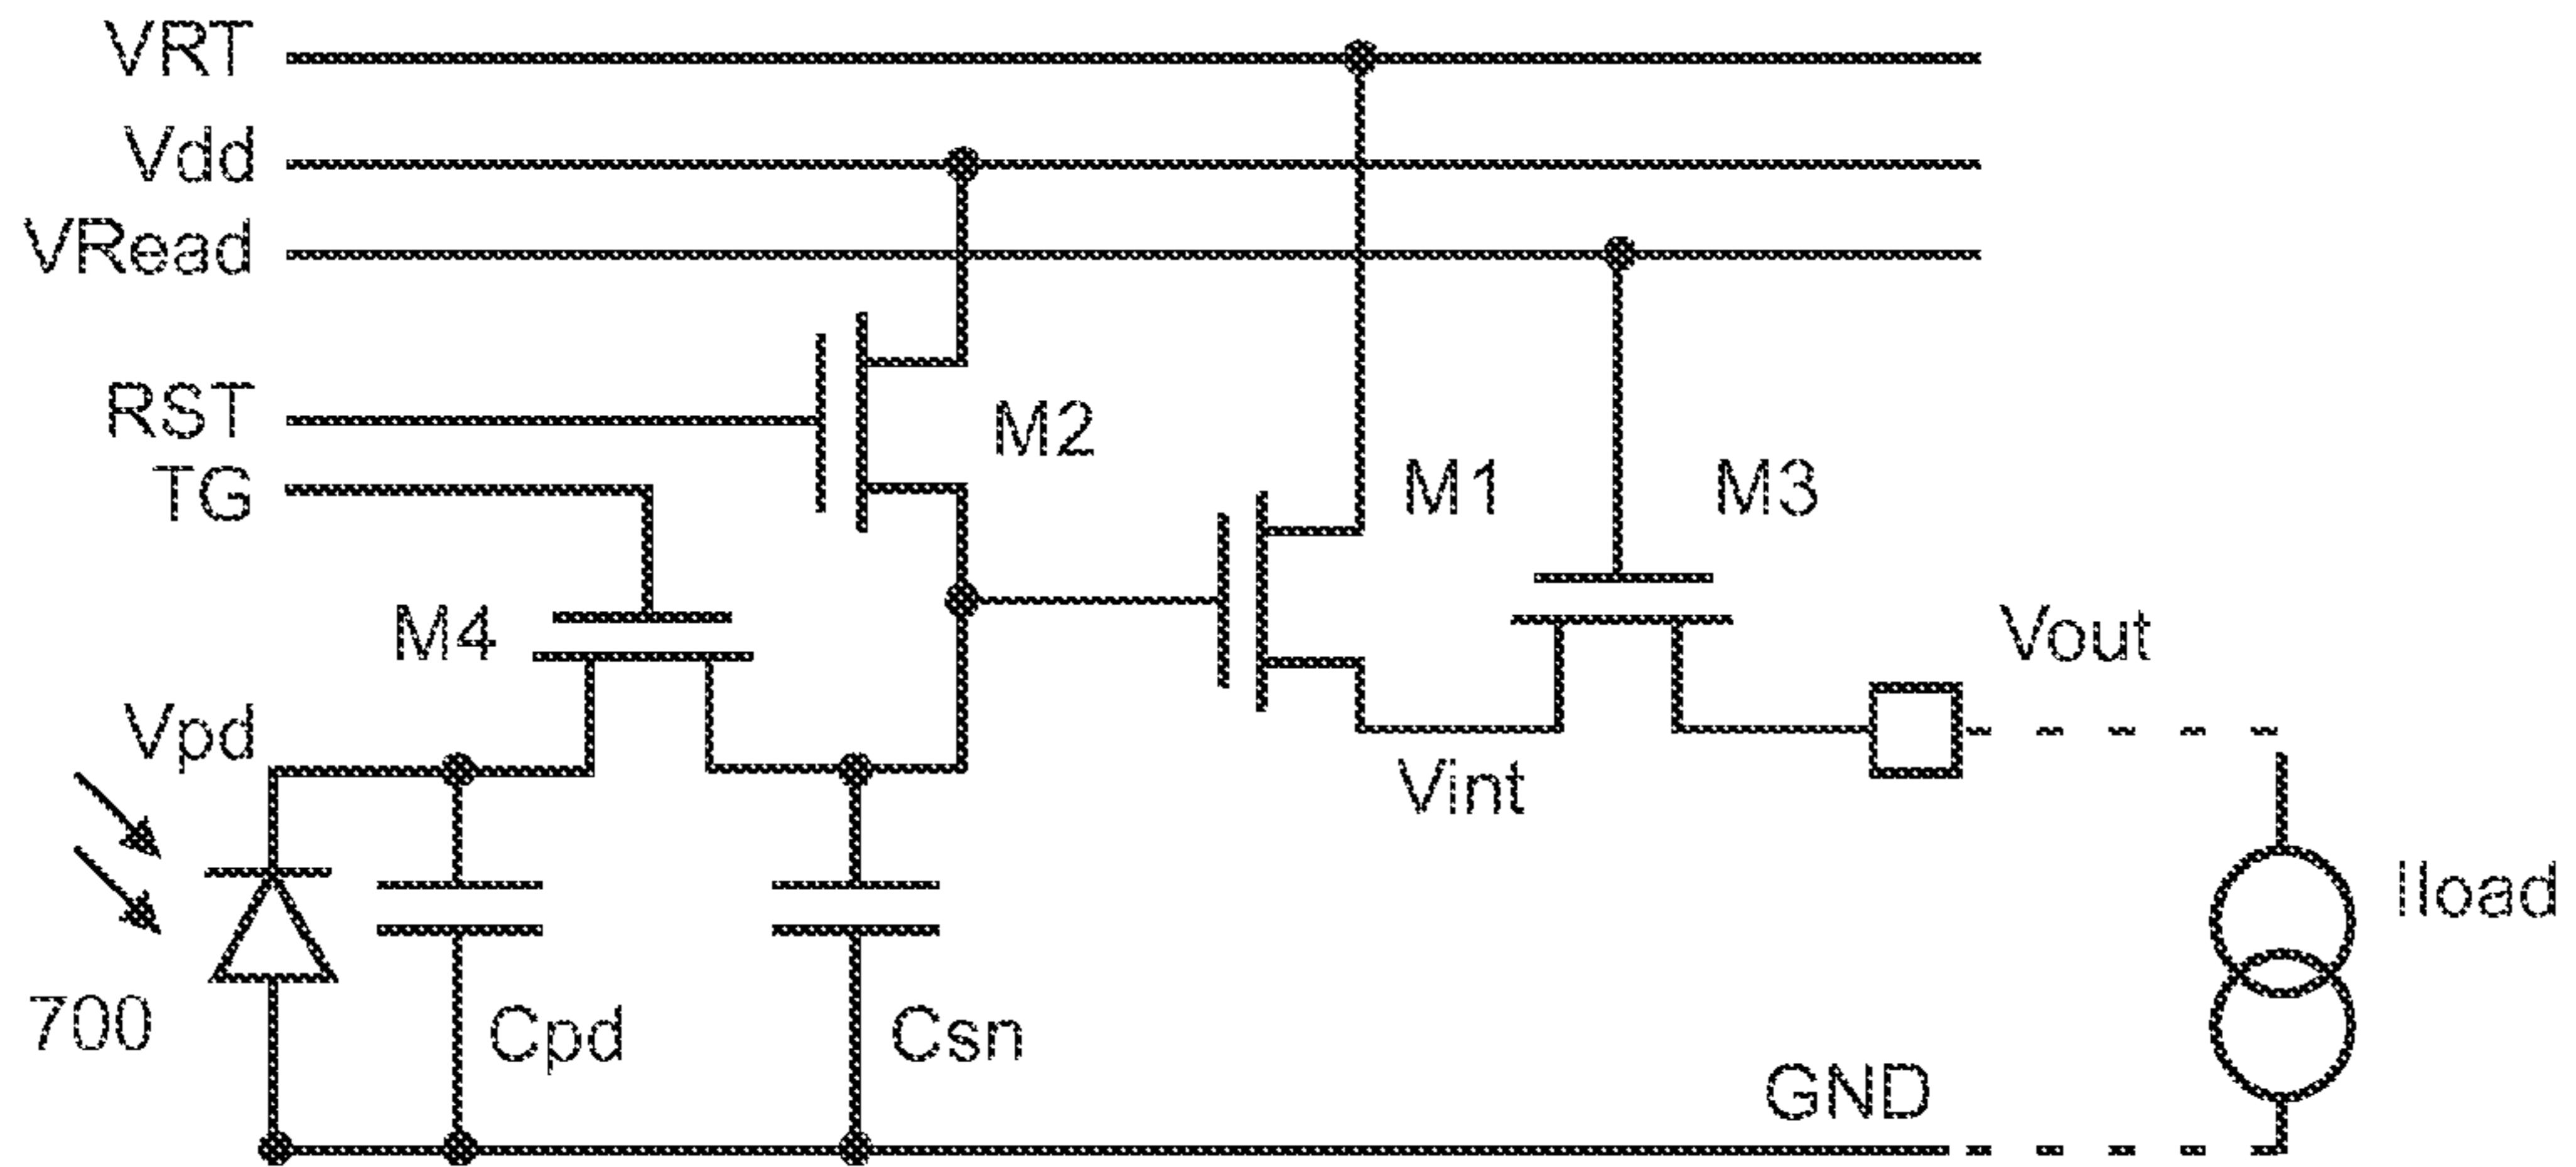 VRT
Vdd
VRead
RST
TG
M2
M1
M3
M4
Vout
Vpd
Vint
Iload
700
Cpd
Csn
GND